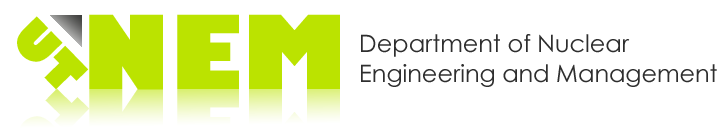 UT NEM
Department of Nuclear
Engineering and Management